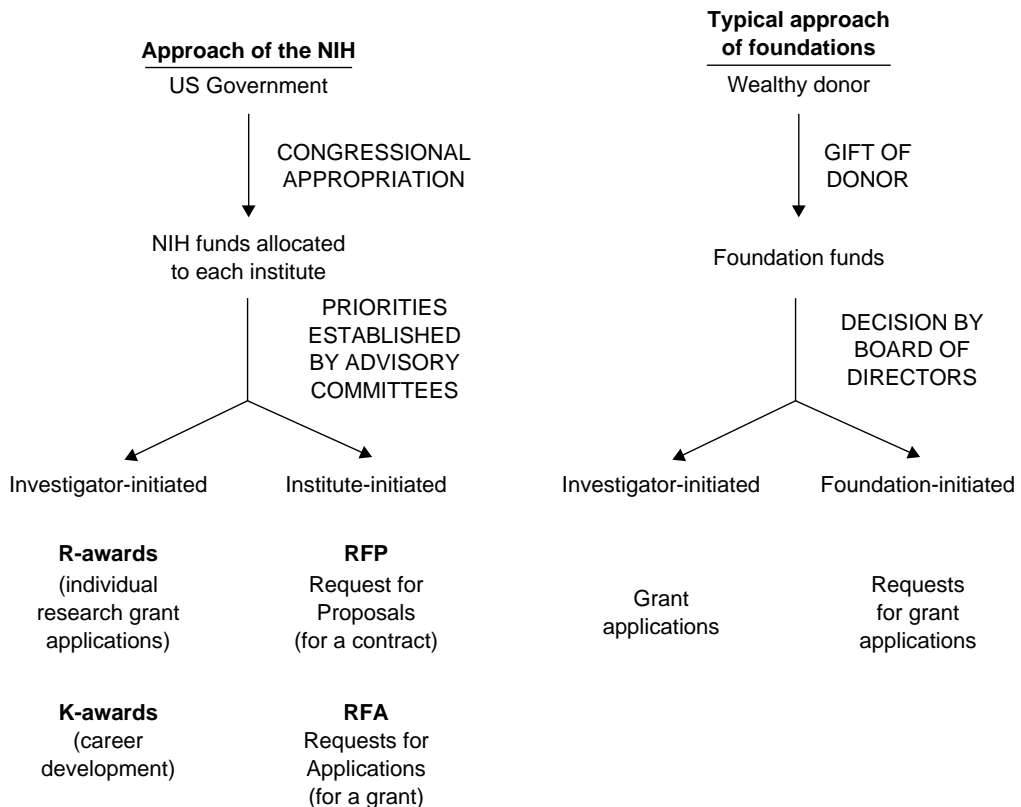 Approach of the NIH
US Government
CONGRESSIONAL
APPROPRIATION
NIH funds allocated
to each institute
PRIORITIES
ESTABLISHED
BY ADVISORY
COMMITTEES
Investigator-initiated
Institute-initiated
R-awards
(individual
research grant
applications)
RFP
Request for
Proposals
(for a contract)
K-awards
(career
development)
RFA
Requests for
Applications
(for a grant)
Typical approach
of foundations
Wealthy donor
GIFT OF
DONOR
Foundation funds
DECISION BY
BOARD OF
DIRECTORS
Investigator-initiated
Foundation-initiated
Grant
applications
Requests
for grant
applications